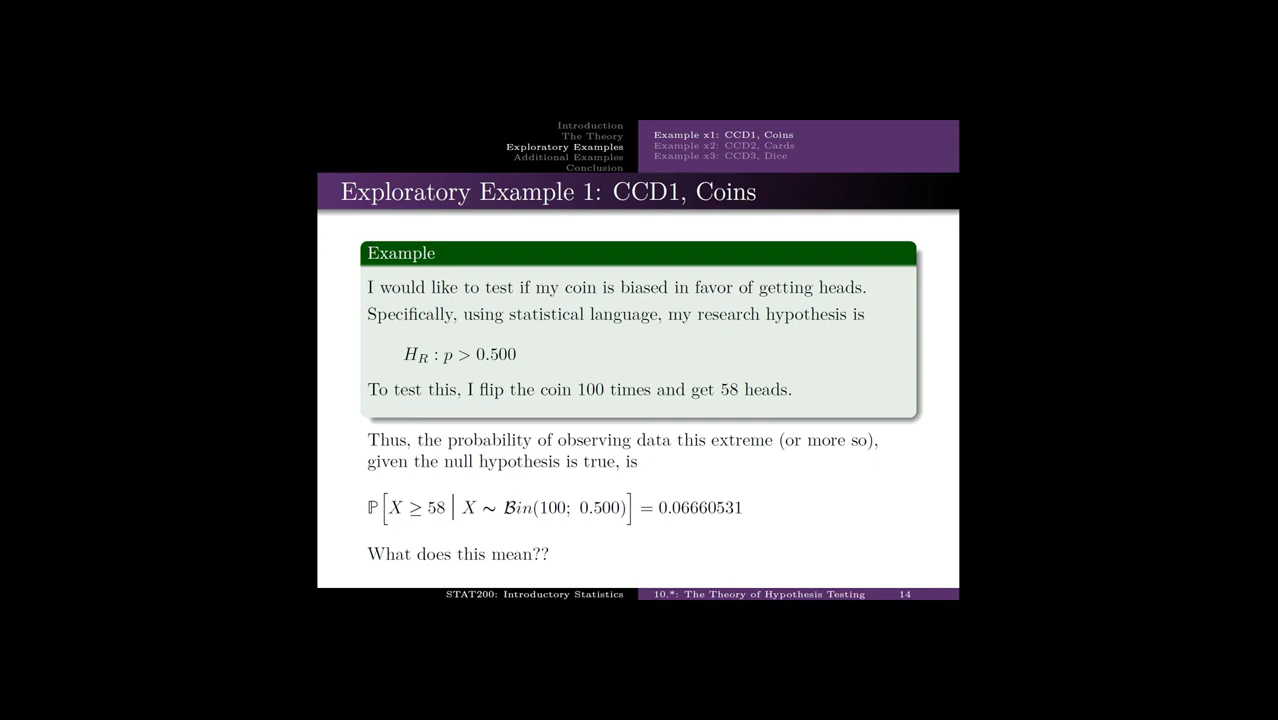 Introduction
The Theory
Exploratory Examples
Additional Examples
Conclusion
Example x1: CCD1, Coins
Example x2: CCD2, Cards
Example x3: CCD3, Dice
Exploratory Example 1: CCD1, Coins
Example
I would like to test if my coin is biased in favor of getting heads.
Specifically, using statistical language, my research hypothesis is
H_R : p > 0.500
To test this, I flip the coin 100 times and get 58 heads.
Thus, the probability of observing data this extreme (or more so),
given the null hypothesis is true, is
ℙ[X ≥ 58 | X ∼ 𝓑in(100; 0.500)] = 0.06660531
What does this mean??
STAT200: Introductory Statistics
10.*: The Theory of Hypothesis Testing
14